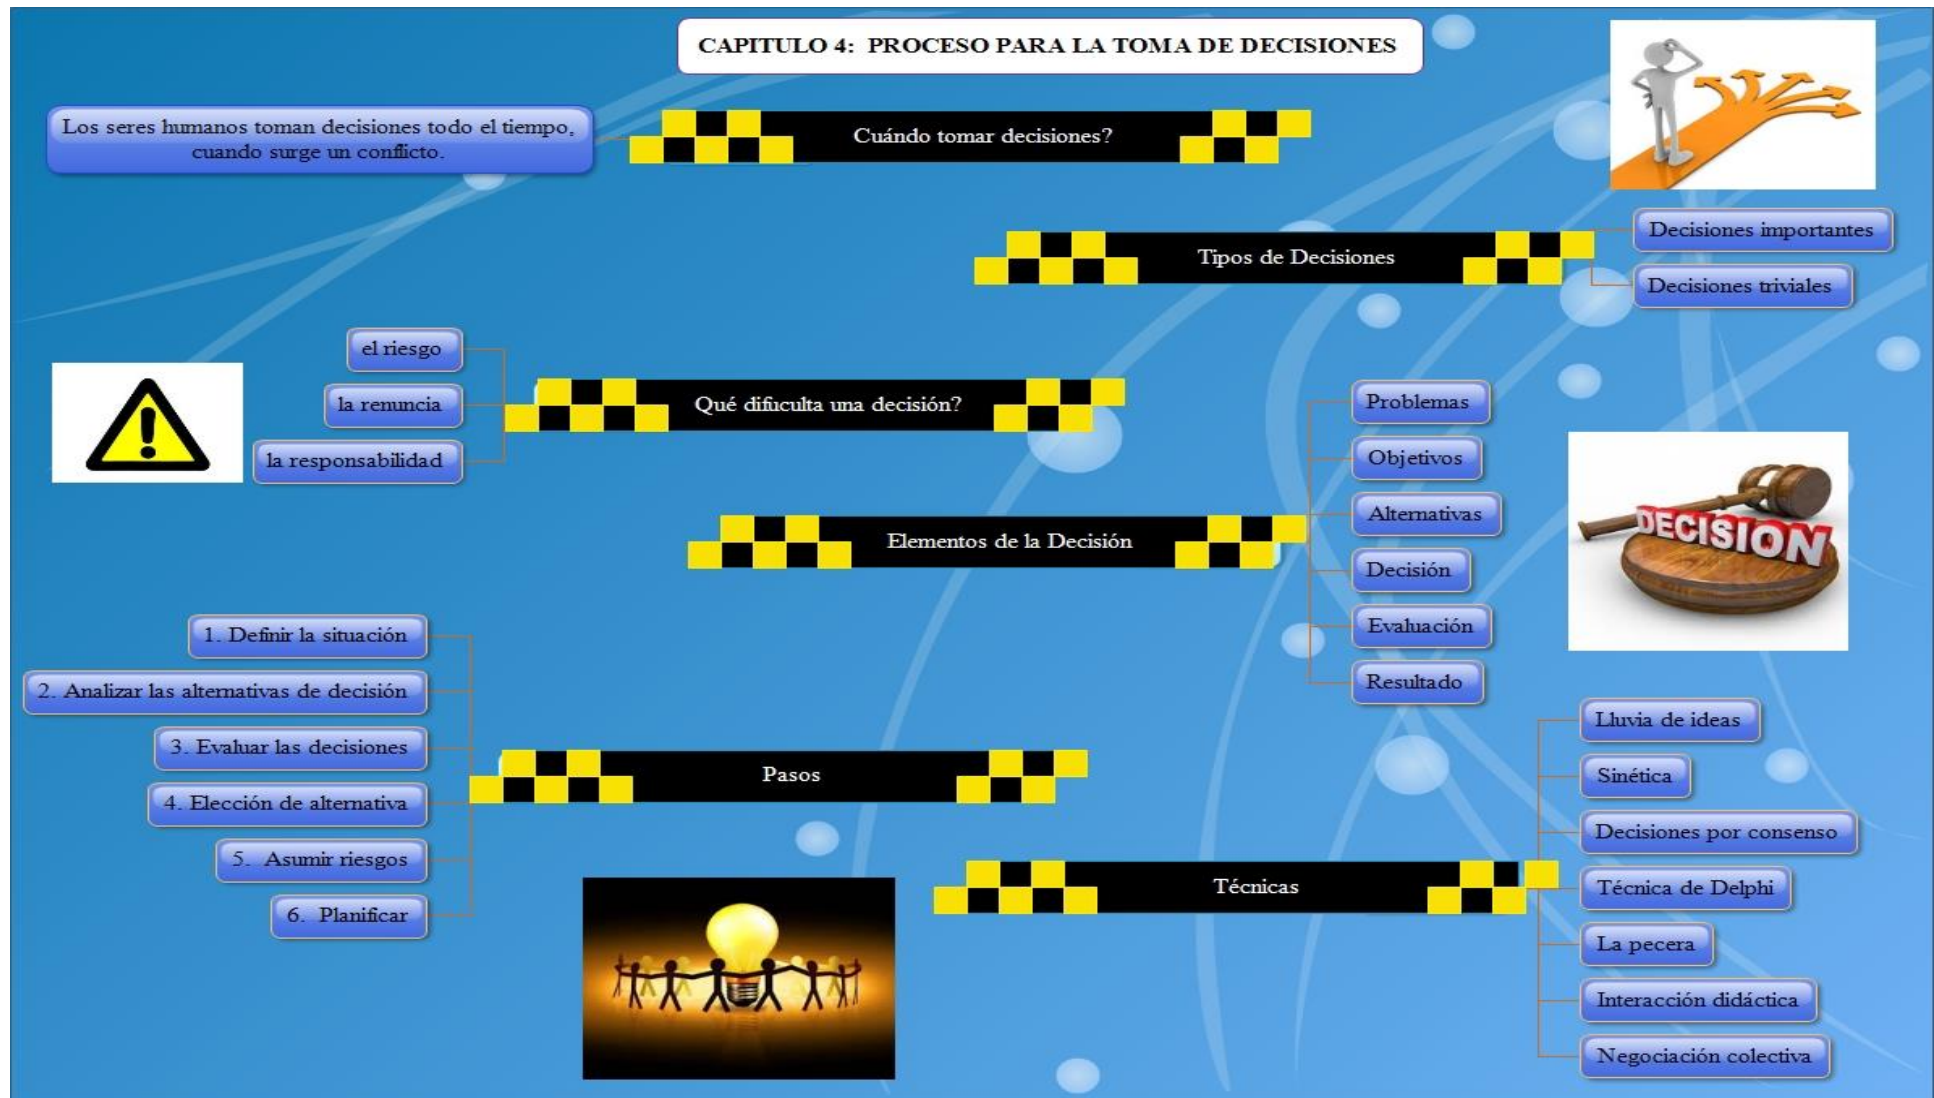 CAPITULO 4: PROCESO PARA LA TOMA DE DECISIONES
Los seres humanos toman decisiones todo el tiempo,
cuando surge un conflicto.
Cuándo tomar decisiones?
Tipos de Decisiones
Decisiones importantes
Decisiones triviales
el riesgo
la renuncia
la responsabilidad
Qué dificulta una decisión?
Elementos de la Decisión
Problemas
Objetivos
Alternativas
Decisión
Evaluación
Resultado
DECISION
1. Definir la situación
2. Analizar las alternativas de decisión
3. Evaluar las decisiones
4. Elección de alternativa
5. Asumir riesgos
6. Planificar
Pasos
Técnicas
Lluvia de ideas
Sinética
Decisiones por consenso
Técnica de Delphi
La pecera
Interacción didáctica
Negociación colectiva